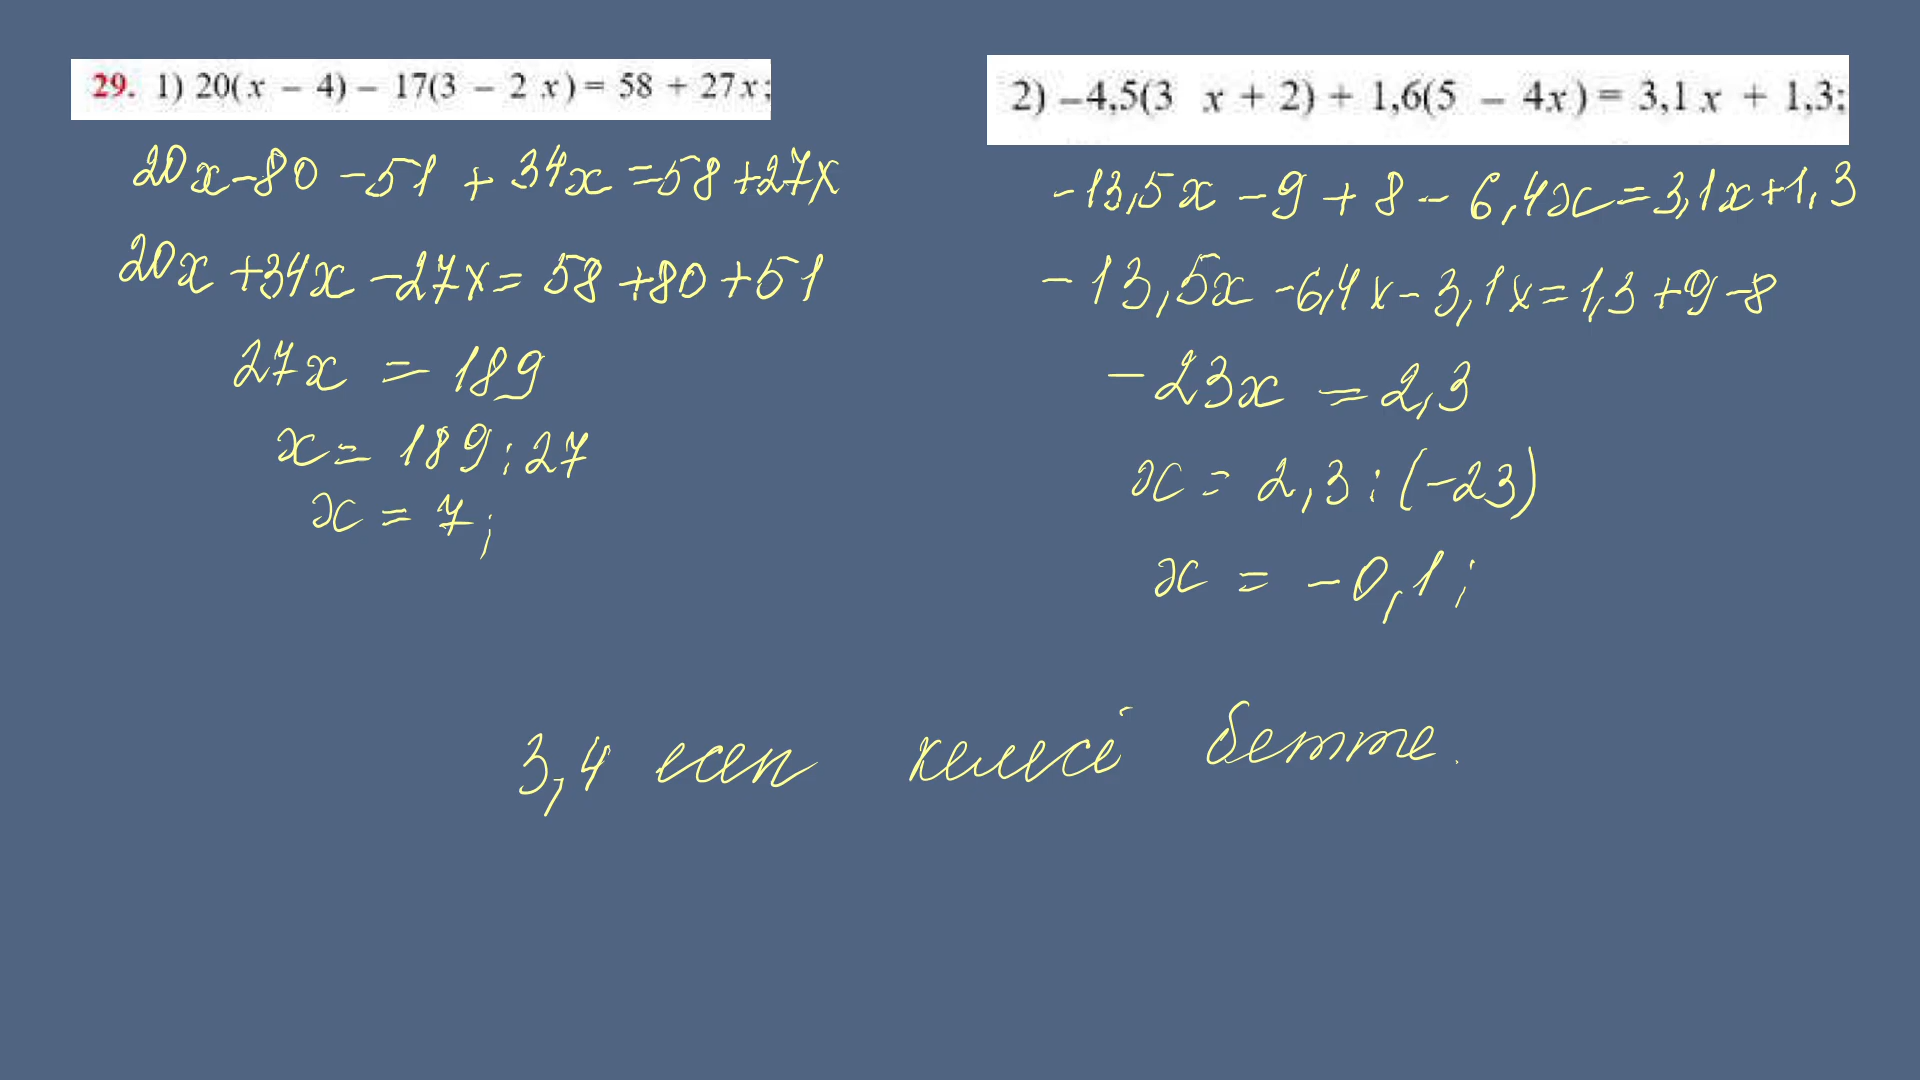 29. 1) 20(x – 4) – 17(3 – 2 x) = 58 + 27x;
20x-80-51+34x=58+27x
20x+34x-27x=58+80+51
27x=189
x=189:27
x=7;
2) –4,5(3 x + 2) + 1,6(5 – 4x) = 3,1 x + 1,3;
-13,5x-9+8-6,4x=3,1x+1,3
-13,5x-6,4x-3,1x=1,3+9-8
-23x=2,3
x=2,3:(-23)
x=-0,1;
3,4 есеп келесі бетте.